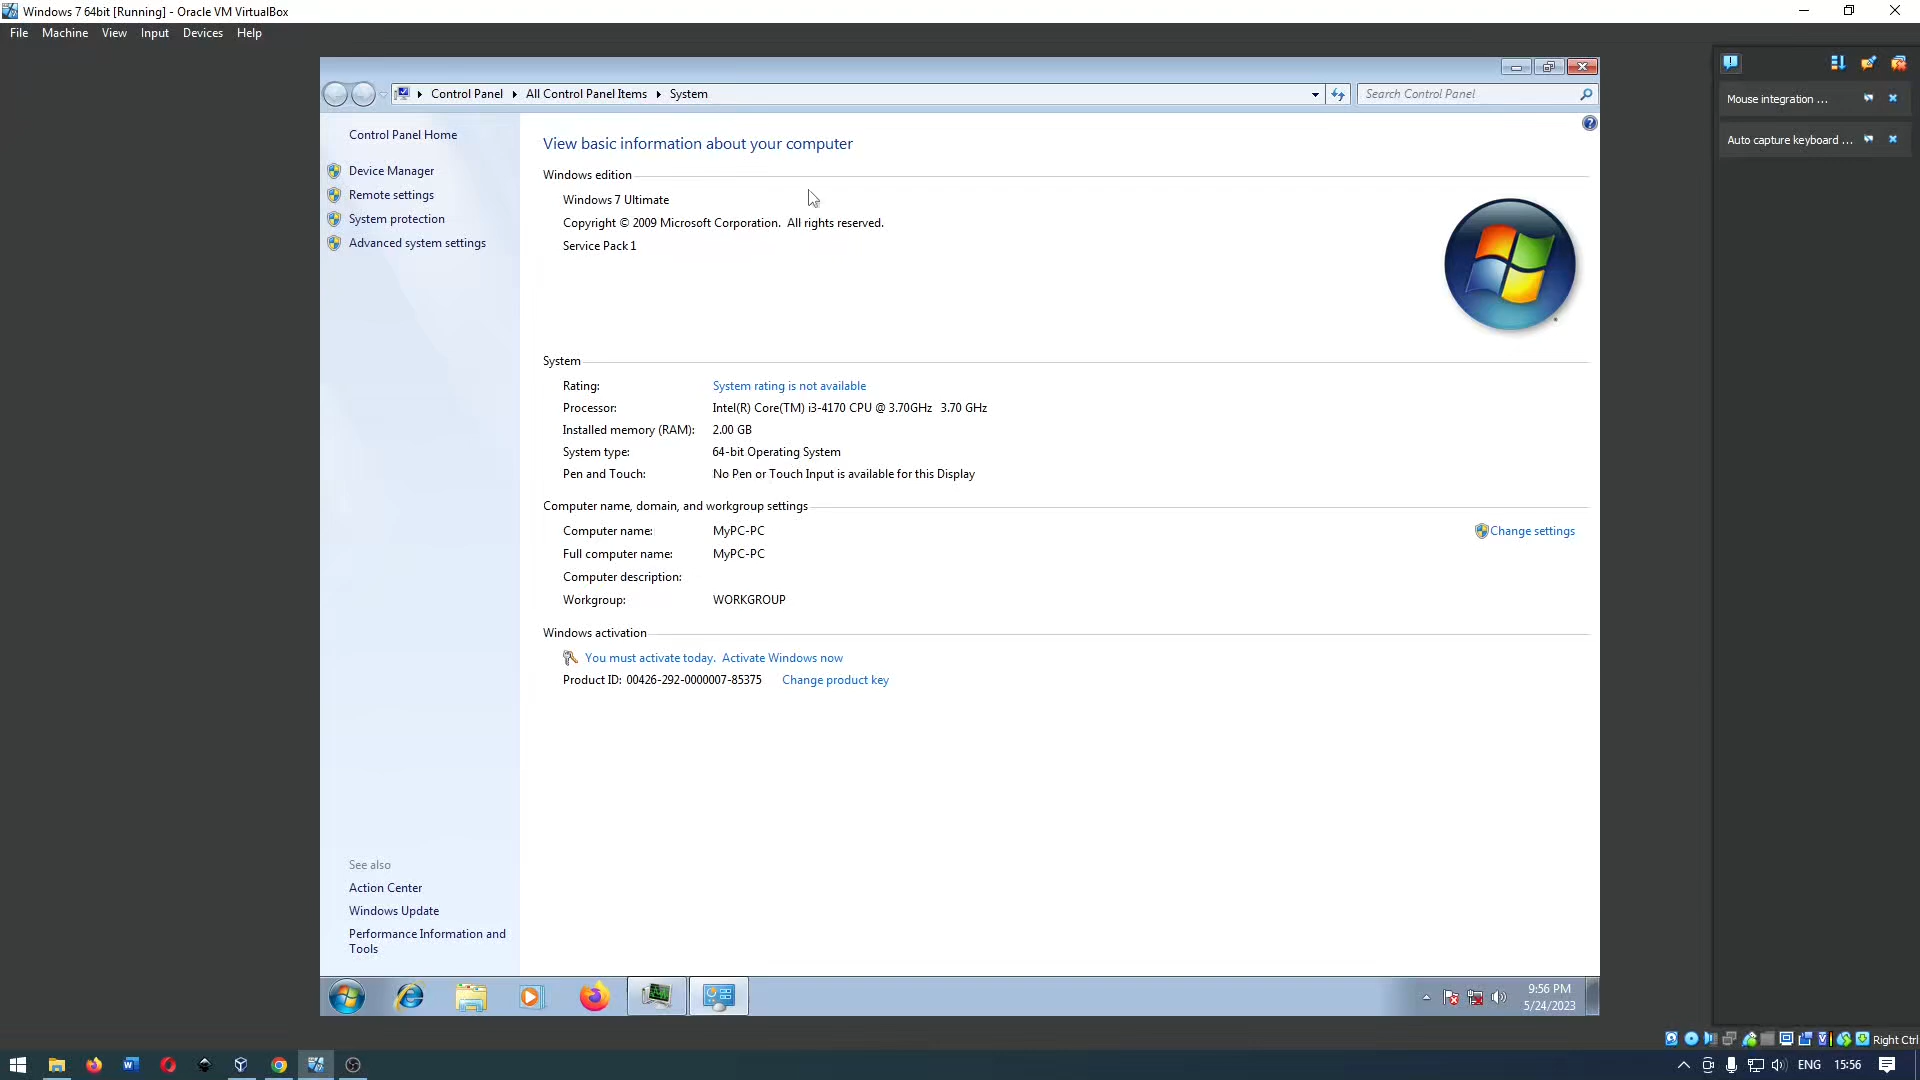 Windows 7 64bit [Running] - Oracle VM VirtualBox
File Machine View Input Devices Help
Control Panel All Control Panel Items System
Search Control Panel
Mouse integration ...
Auto capture keyboard ...
Control Panel Home
Device Manager
Remote settings
System protection
Advanced system settings
View basic information about your computer
Windows edition
Windows 7 Ultimate
Copyright © 2009 Microsoft Corporation. All rights reserved.
Service Pack 1
System
Rating: System rating is not available
Processor: Intel(R) Core(TM) i3-4170 CPU @ 3.70GHz 3.70 GHz
Installed memory (RAM): 2.00 GB
System type: 64-bit Operating System
Pen and Touch: No Pen or Touch Input is available for this Display
Computer name, domain, and workgroup settings
Computer name: MyPC-PC
Change settings
Full computer name: MyPC-PC
Computer description:
Workgroup: WORKGROUP
Windows activation
You must activate today. Activate Windows now
Product ID: 00426-292-0000007-85375 Change product key
See also
Action Center
Windows Update
Performance Information and
Tools
9:56 PM
5/24/2023
Right Ctrl
ENG 15:56